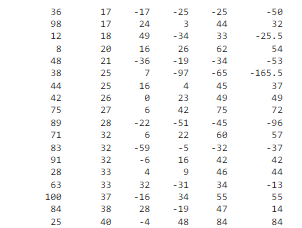 36 17 -17 -25 -25 -50
98 17 24 3 44 32
12 18 49 -34 33 -25.5
8 20 16 26 62 54
48 21 -36 -19 -34 -53
38 25 7 -97 -65 -165.5
44 25 16 4 45 37
42 26 0 23 49 49
75 27 6 42 75 72
89 28 -22 -51 -45 -96
71 32 6 22 60 57
83 32 -59 -5 -32 -37
91 32 -6 16 42 42
28 33 4 9 46 44
63 33 32 -31 34 -13
100 37 -16 34 55 55
84 38 28 -19 47 14
25 40 -4 48 84 84